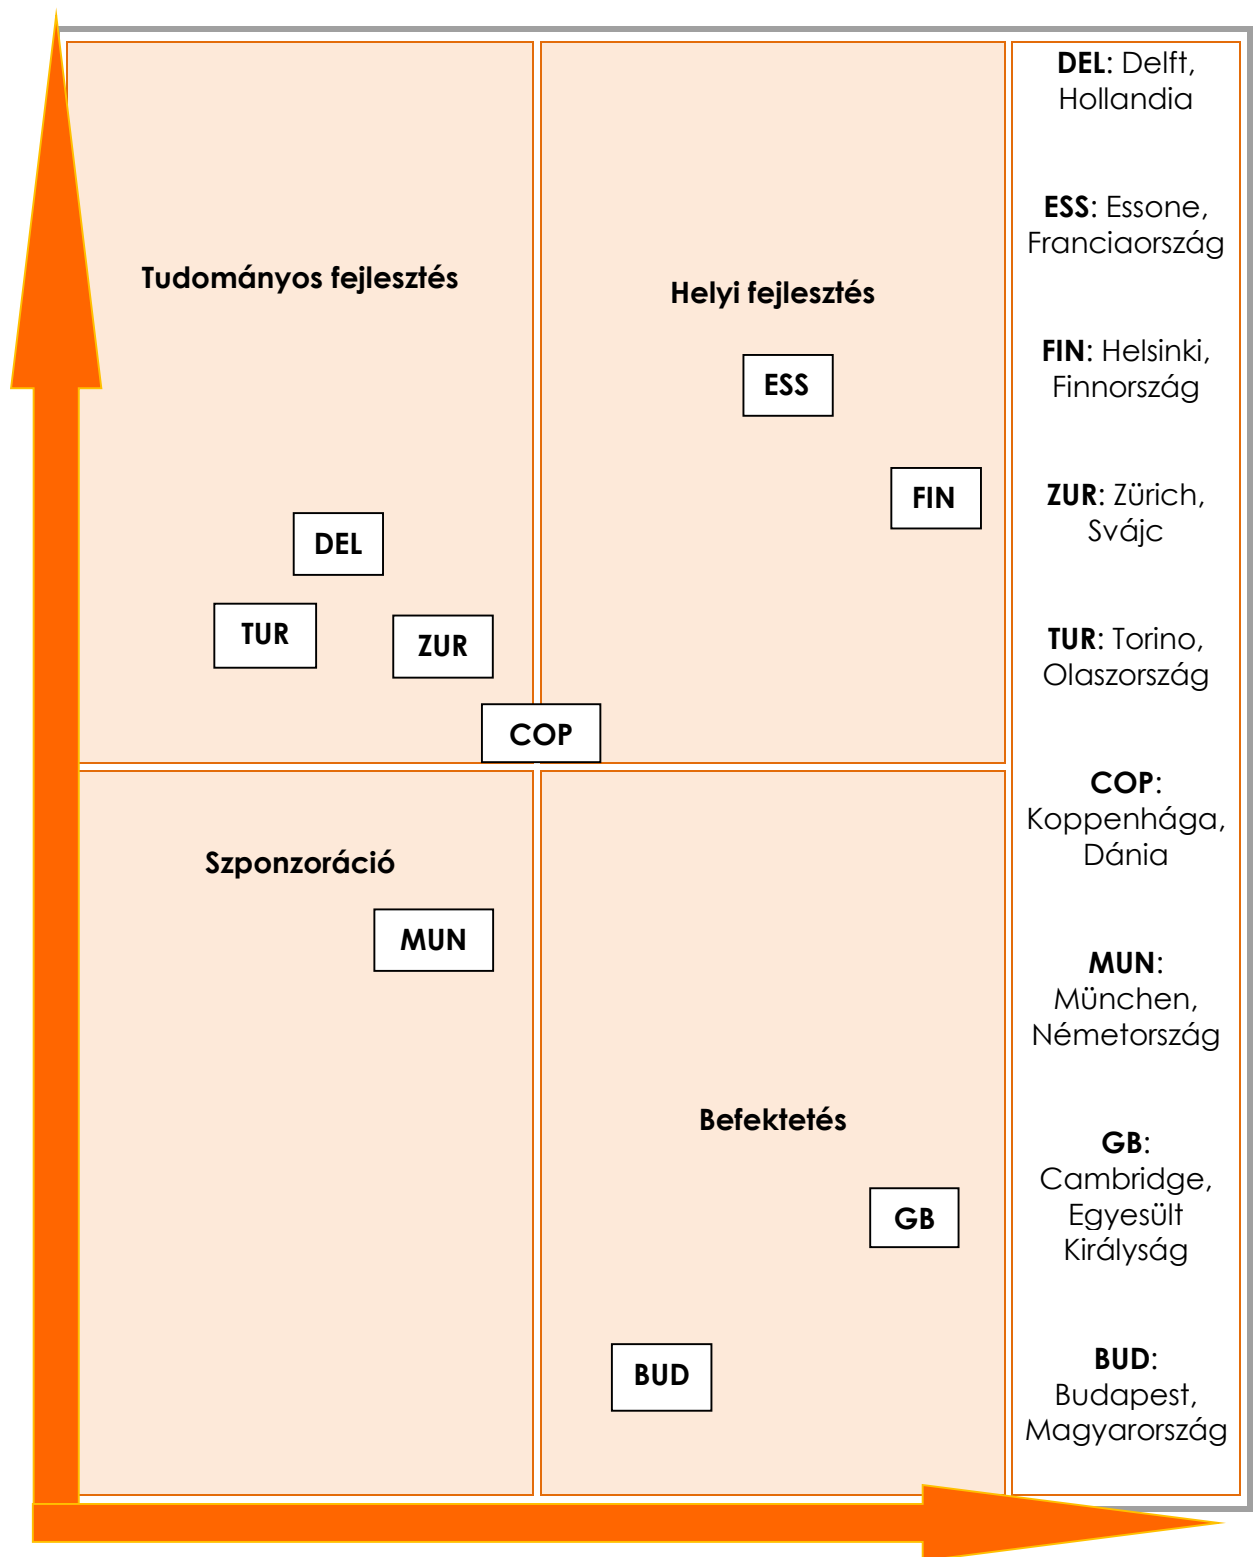 Tudományos fejlesztés
Helyi fejlesztés
ESS
FIN
DEL
TUR
ZUR
COP
Szponzoráció
MUN
Befektetés
GB
BUD
DEL: Delft,
Hollandia
ESS: Essone,
Franciaország
FIN: Helsinki,
Finnország
ZUR: Zürich,
Svájc
TUR: Torino,
Olaszország
COP:
Koppenhága,
Dánia
MUN:
München,
Németország
GB:
Cambridge,
Egyesült
Királyság
BUD:
Budapest,
Magyarország